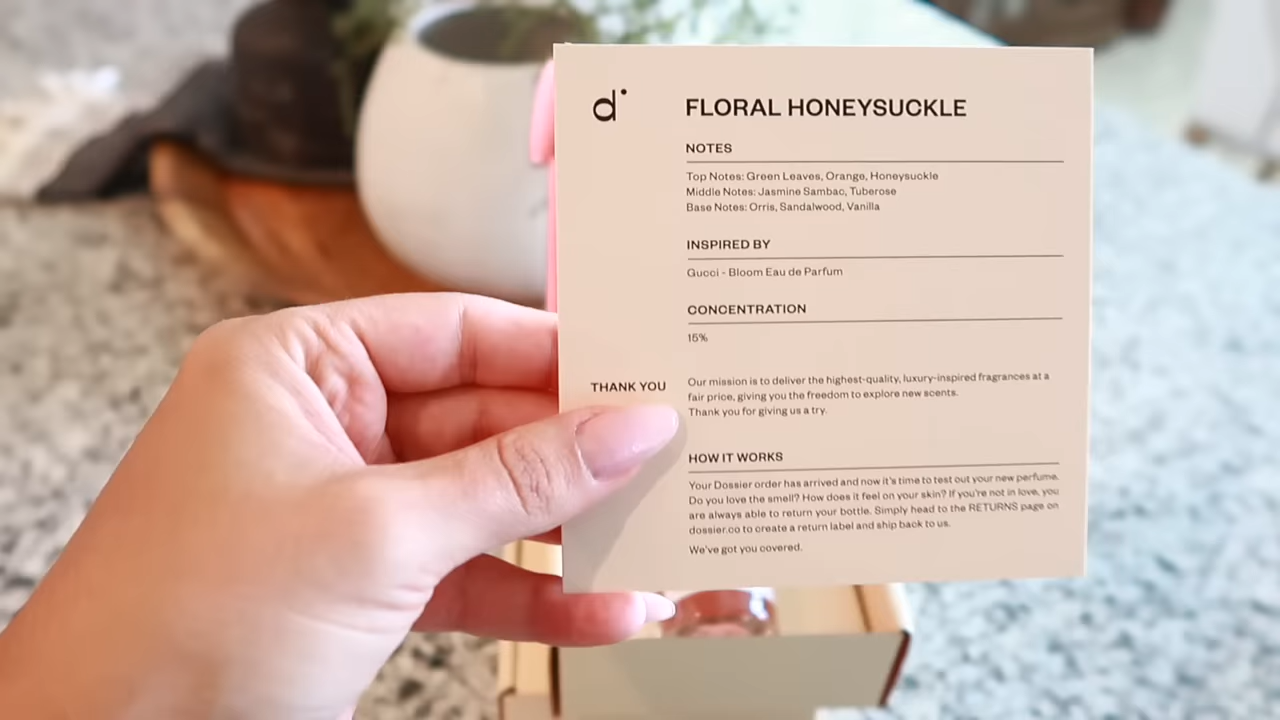 d·
FLORAL HONEYSUCKLE
NOTES
Top Notes: Green Leaves, Orange, Honeysuckle
Middle Notes: Jasmine Sambac, Tuberose
Base Notes: Orris, Sandalwood, Vanilla
INSPIRED BY
Gucci - Bloom Eau de Parfum
CONCENTRATION
15%
THANK YOU
Our mission is to deliver the highest-quality, luxury-inspired fragrances at a
fair price, giving you the freedom to explore new scents.
Thank you for giving us a try.
HOW IT WORKS
Your Dossier order has arrived and now it's time to test out your new perfume.
Do you love the smell? How does it feel on your skin? If you're not in love, you
are always able to return your bottle. Simply head to the RETURNS page on
dossier.co to create a return label and ship back to us.
We've got you covered.